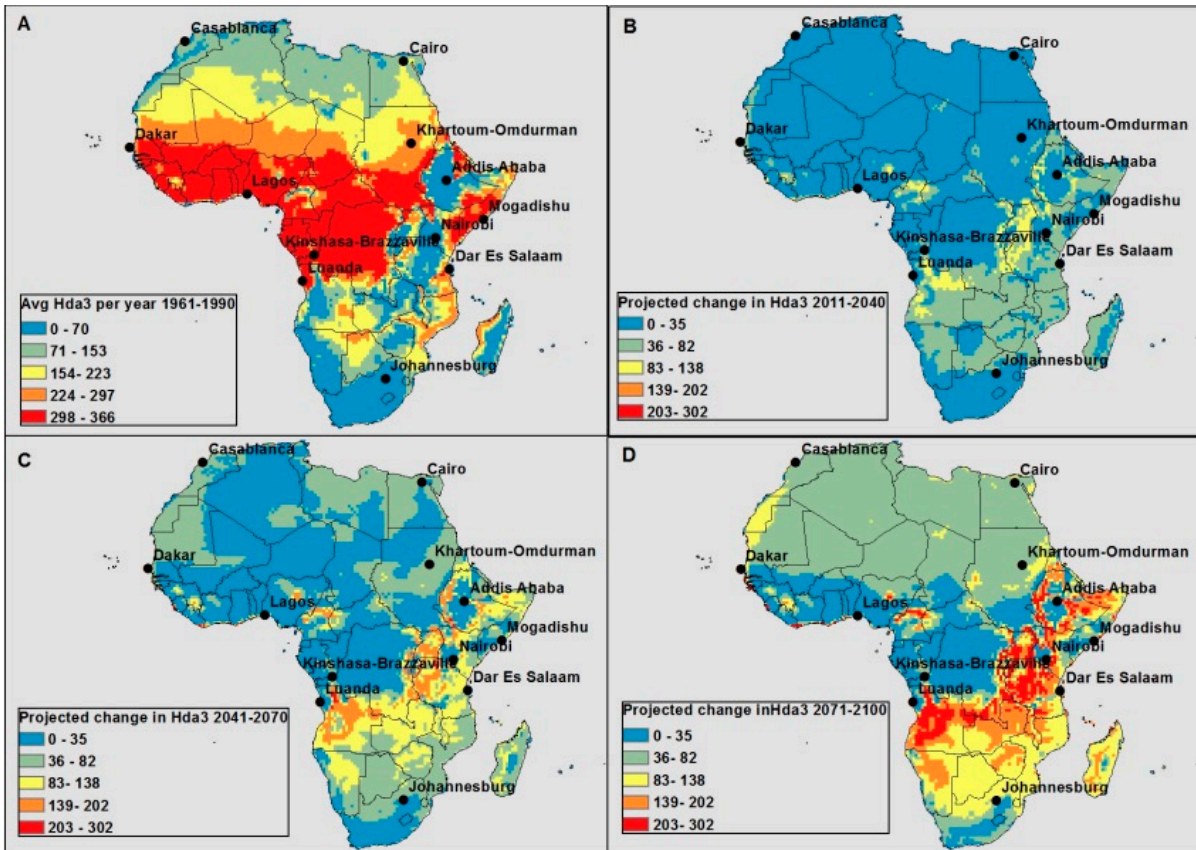 A
Casablanca
Cairo
Dakar
Khartoum-Omdurman
Addis Ababa
Lagos
Mogadishu
Nairobi
Kinshasa-Brazzaville
Dar Es Salaam
Luanda
Johannesburg
Avg Hda3 per year 1961-1990
0 - 70
71 - 153
154 - 223
224 - 297
298 - 366
B
Casablanca
Cairo
Dakar
Khartoum-Omdurman
Addis Ababa
Lagos
Mogadishu
Nairobi
Kinshasa-Brazzaville
Dar Es Salaam
Luanda
Johannesburg
Projected change in Hda3 2011-2040
0 - 35
36 - 82
83 - 138
139- 202
203- 302
C
Casablanca
Cairo
Dakar
Khartoum-Omdurman
Addis Ababa
Lagos
Mogadishu
Nairobi
Kinshasa-Brazzaville
Dar Es Salaam
Luanda
Johannesburg
Projected change in Hda3 2041-2070
0 - 35
36- 82
83- 138
139- 202
203- 302
D
Casablanca
Cairo
Dakar
Khartoum-Omdurman
Addis Ababa
Lagos
Mogadishu
Nairobi
Kinshasa-Brazzaville
Dar Es Salaam
Luanda
Johannesburg
Projected change inHda3 2071-2100
0 - 35
36 - 82
83- 138
139- 202
203- 302